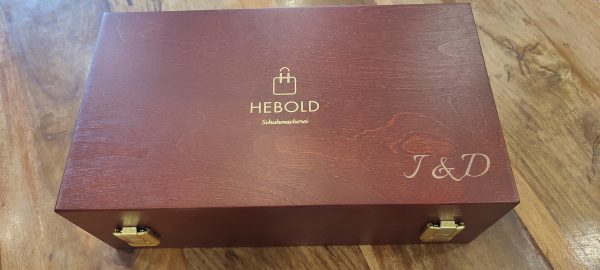 HEBOLD
Schuhmacherei
J & D